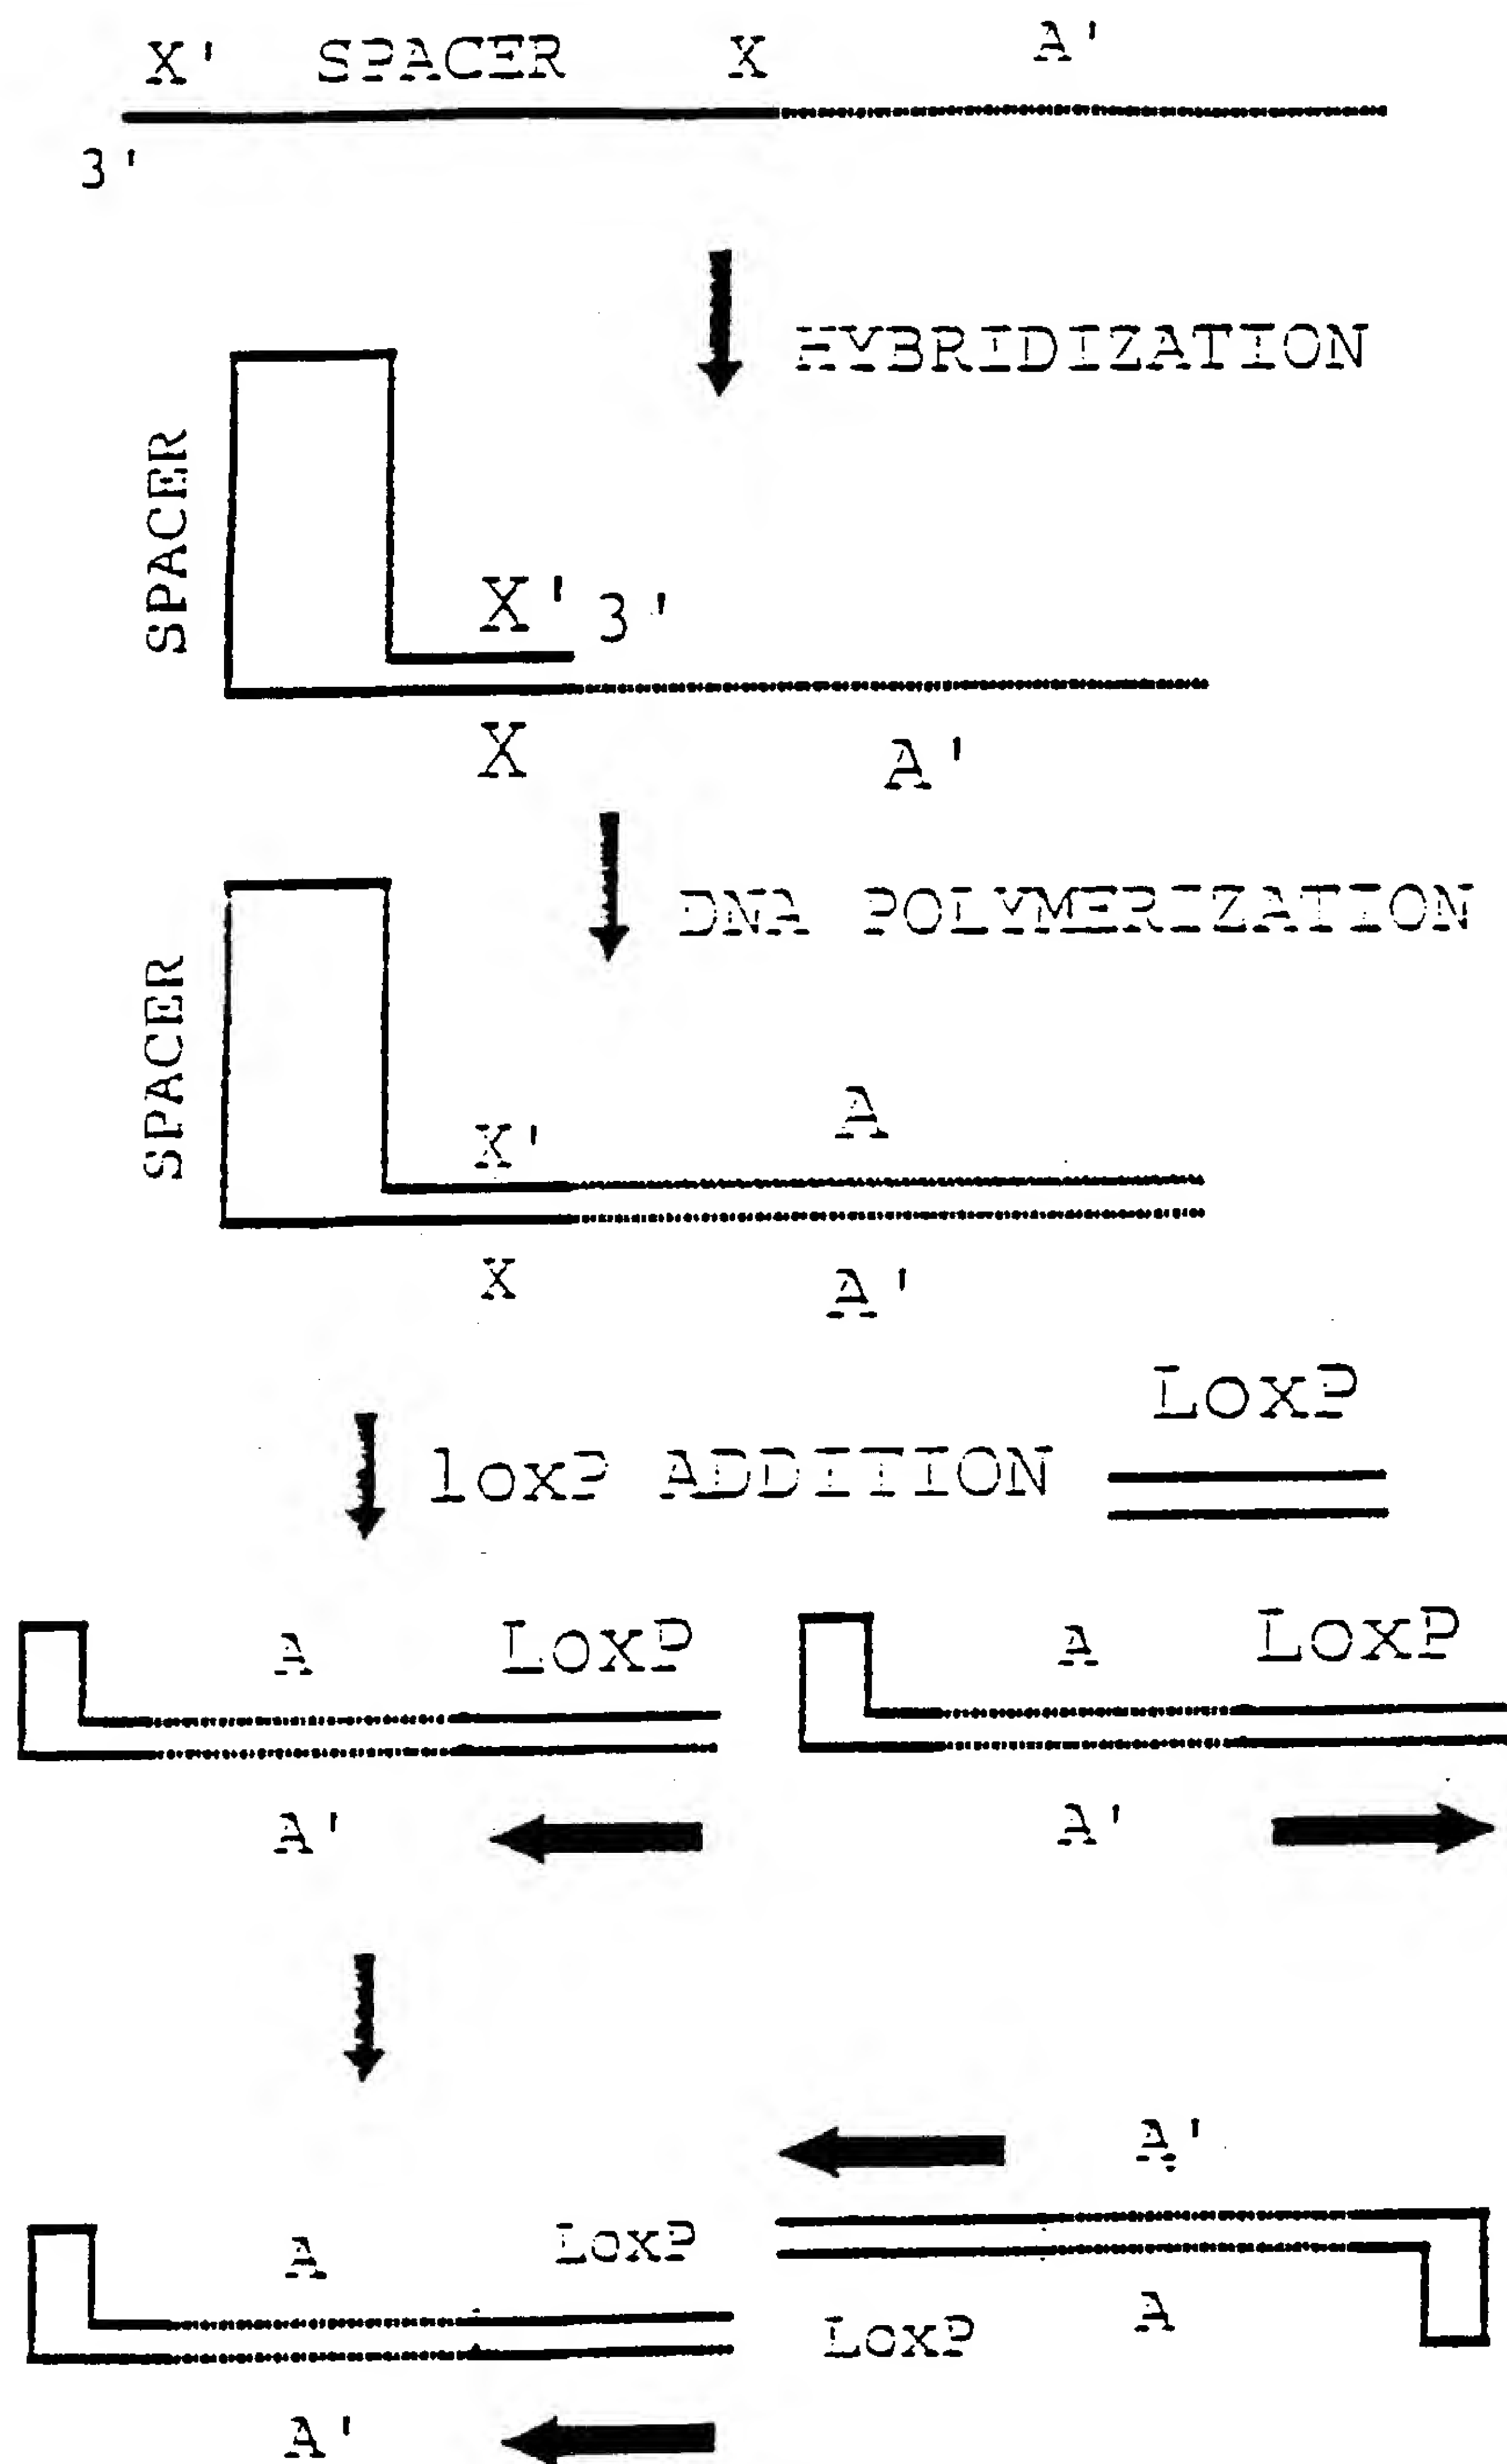 X' SPACER X A'
3'
HYBRIDIZATION
SPACER
X' 3'
X
A'
DNA POLYMERIZATION
SPACER
A
X'
X
A'
LoxP
loxP ADDITION
A LoxP A LoxP
A' A'
A'
A LoxP
LoxP A
A'